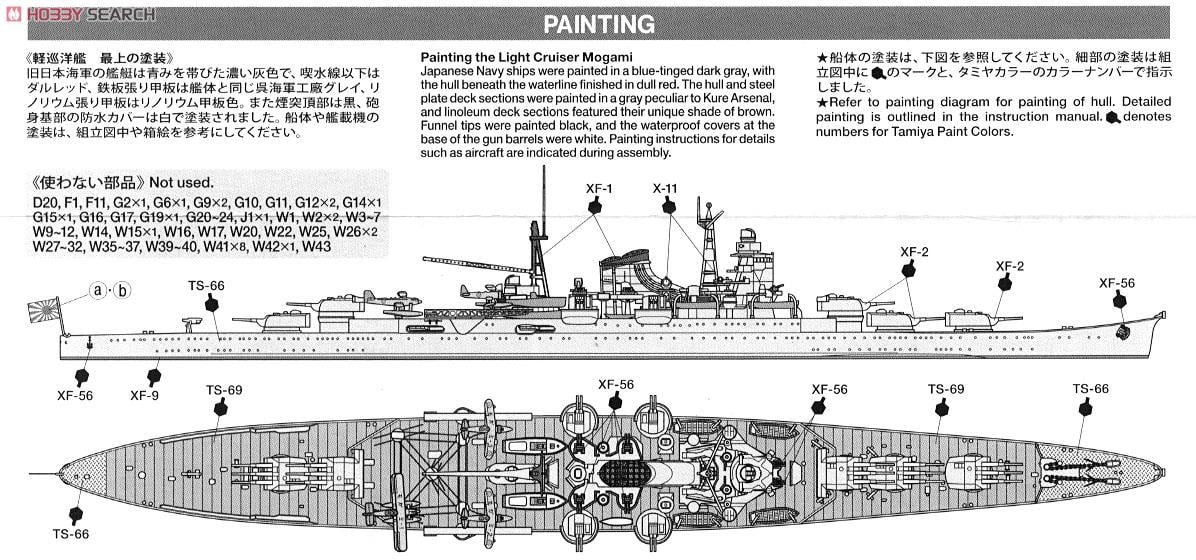 HOBBY SEARCH
PAINTING
《軽巡洋艦 最上の塗装》
旧日本海軍の艦艇は青みを帯びた濃い灰色で、喫水線以下は
ダルレッド、鉄板張り甲板は艦体と同じ呉海軍工廠グレイ、リ
ノリウム張り甲板はリノリウム甲板色。また煙突頂部は黒、砲
身基部の防水カバーは白で塗装されました。船体や艦載機の
塗装は、組立図中や箱絵を参考にしてください。
Painting the Light Cruiser Mogami
Japanese Navy ships were painted in a blue-tinged dark gray, with
the hull beneath the waterline finished in dull red. The hull and steel
plate deck sections were painted in a gray peculiar to Kure Arsenal,
and linoleum deck sections featured their unique shade of brown.
Funnel tips were painted black, and the waterproof covers at the
base of the gun barrels were white. Painting instructions for details
such as aircraft are indicated during assembly.
★船体の塗装は、下図を参照してください。細部の塗装は組
立図中に のマークと、タミヤカラーのカラーナンバーで指示
しました。
★Refer to painting diagram for painting of hull. Detailed
painting is outlined in the instruction manual. denotes
numbers for Tamiya Paint Colors.
《使わない部品》 Not used.
D20, F1, F11, G2×1, G6×1, G9×2, G10, G11, G12×2, G14×1
G15×1, G16, G17, G19×1, G20~24, J1×1, W1, W2×2, W3~7
W9~12, W14, W15×1, W16, W17, W20, W22, W25, W26×2
W27~32, W35~37, W39~40, W41×8, W42×1, W43
XF-1
X-11
XF-2
XF-2
XF-56
ⓐ・ⓑ
TS-66
XF-56
XF-9
TS-69
XF-56
XF-56
TS-69
TS-66
TS-66